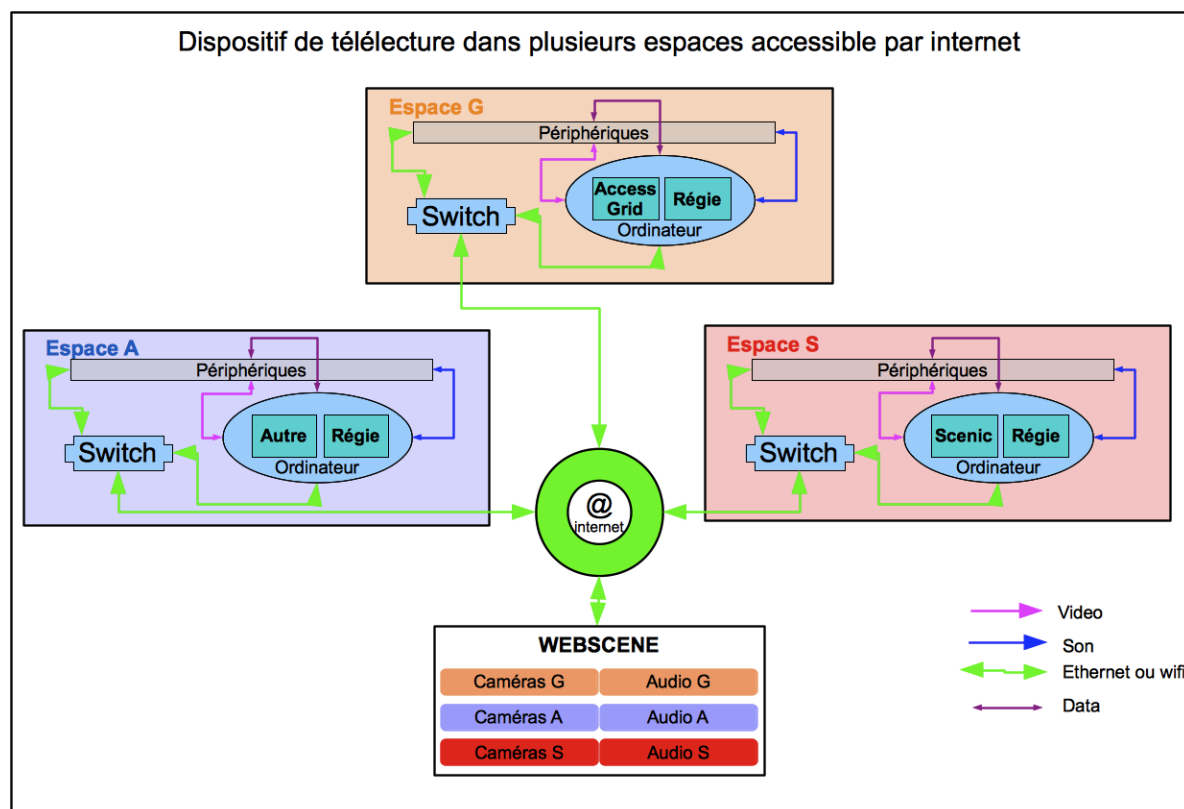 Dispositif de télélecture dans plusieurs espaces accessible par internet
Espace G
Périphériques
Access
Grid
Régie
Switch
Ordinateur
Espace A
Périphériques
Autre
Régie
Switch
Ordinateur
Espace S
Périphériques
Scenic
Régie
Switch
Ordinateur
@
internet
WEBSCENE
Caméras G
Audio G
Caméras A
Audio A
Caméras S
Audio S
Video
Son
Ethernet ou wifi
Data